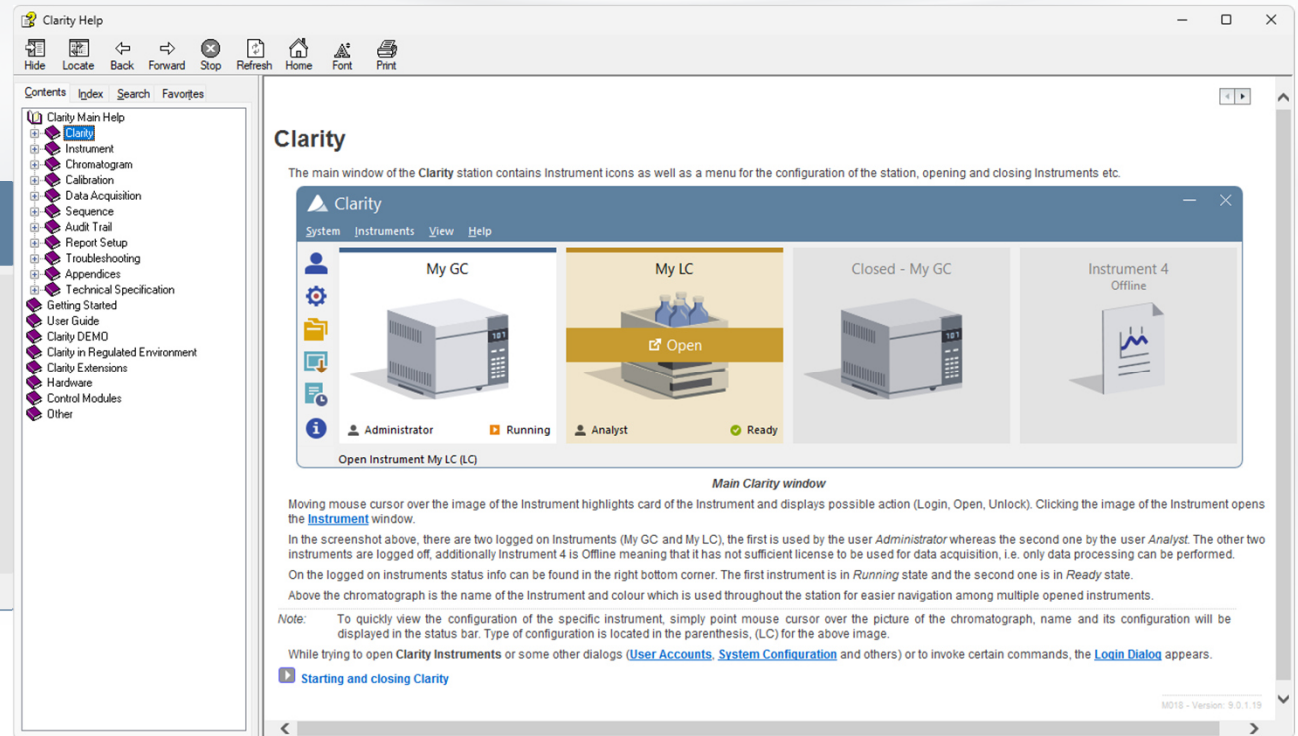 Clarity Help
Hide Locate Back Forward Stop Refresh Home Font Print
Contents Index Search Favorites
Clarity Main Help
Clarity
Instrument
Chromatogram
Calibration
Data Acquisition
Sequence
Audit Trail
Report Setup
Troubleshooting
Appendices
Technical Specification
Getting Started
User Guide
Clarity DEMO
Clarity in Regulated Environment
Clarity Extensions
Hardware
Control Modules
Other
Clarity
The main window of the Clarity station contains Instrument icons as well as a menu for the configuration of the station, opening and closing Instruments etc.
Clarity
System Instruments View Help
My GC
107
Administrator Running
My LC
Open
Analyst Ready
Closed - My GC
107
Instrument 4
Offline
Open Instrument My LC (LC)
Main Clarity window
Moving mouse cursor over the image of the Instrument highlights card of the Instrument and displays possible action (Login, Open, Unlock). Clicking the image of the Instrument opens
the Instrument window.
In the screenshot above, there are two logged on Instruments (My GC and My LC), the first is used by the user Administrator whereas the second one by the user Analyst. The other two
instruments are logged off, additionally Instrument 4 is Offline meaning that it has not sufficient license to be used for data acquisition, i.e. only data processing can be performed.
On the logged on instruments status info can be found in the right bottom corner. The first instrument is in Running state and the second one is in Ready state.
Above the chromatograph is the name of the Instrument and colour which is used throughout the station for easier navigation among multiple opened instruments.
Note: To quickly view the configuration of the specific instrument, simply point mouse cursor over the picture of the chromatograph, name and its configuration will be
displayed in the status bar. Type of configuration is located in the parenthesis, (LC) for the above image.
While trying to open Clarity Instruments or some other dialogs (User Accounts, System Configuration and others) or to invoke certain commands, the Login Dialog appears.
Starting and closing Clarity
M018 - Version: 9.0.1.19